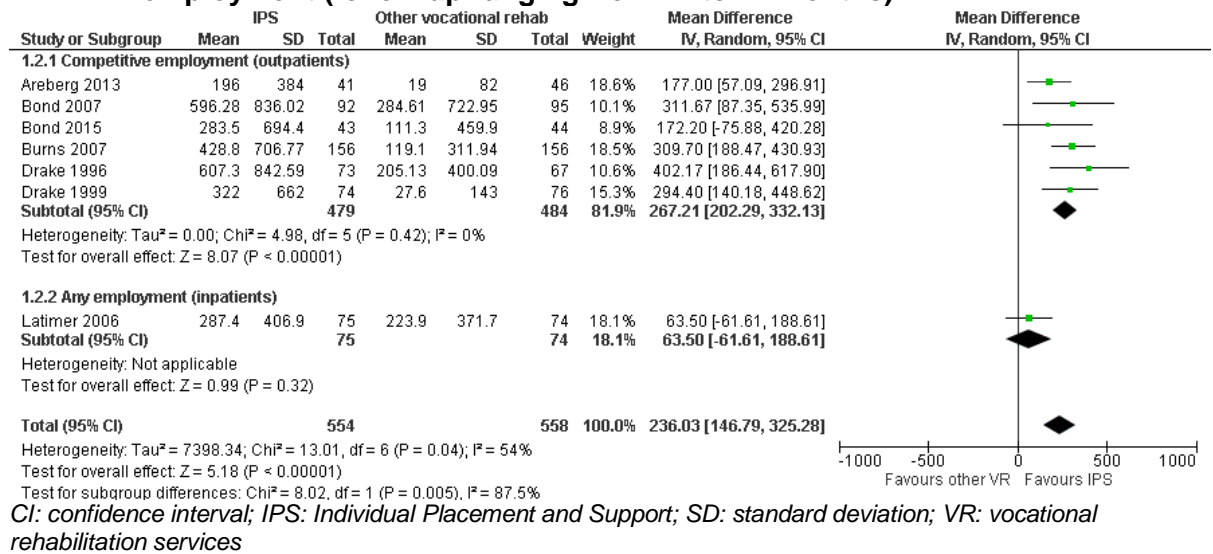 IPS Other vocational rehab Mean Difference Mean Difference
Study or Subgroup Mean SD Total Mean SD Total Weight IV, Random, 95% CI IV, Random, 95% CI
1.2.1 Competitive employment (outpatients)
Areberg 2013 196 384 41 19 82 46 18.6% 177.00 [57.09, 296.91]
Bond 2007 596.28 836.02 92 284.61 722.95 95 10.1% 311.67 [87.35, 535.99]
Bond 2015 283.5 694.4 43 111.3 459.9 44 8.9% 172.20 [-75.88, 420.28]
Burns 2007 428.8 706.77 156 119.1 311.94 156 18.5% 309.70 [188.47, 430.93]
Drake 1996 607.3 842.59 73 205.13 400.09 67 10.6% 402.17 [186.44, 617.90]
Drake 1999 322 662 74 27.6 143 76 15.3% 294.40 [140.18, 448.62]
Subtotal (95% CI) 479 484 81.9% 267.21 [202.29, 332.13]
Heterogeneity: Tau² = 0.00; Chi² = 4.98, df = 5 (P = 0.42); I² = 0%
Test for overall effect: Z = 8.07 (P < 0.00001)
1.2.2 Any employment (inpatients)
Latimer 2006 287.4 406.9 75 223.9 371.7 74 18.1% 63.50 [-61.61, 188.61]
Subtotal (95% CI) 75 74 18.1% 63.50 [-61.61, 188.61]
Heterogeneity: Not applicable
Test for overall effect: Z = 0.99 (P = 0.32)
Total (95% CI) 554 558 100.0% 236.03 [146.79, 325.28]
Heterogeneity: Tau² = 7398.34; Chi² = 13.01, df = 6 (P = 0.04); I² = 54%
Test for overall effect: Z = 5.18 (P < 0.00001)
Test for subgroup differences: Chi² = 8.02, df = 1 (P = 0.005), I² = 87.5%
-1000 -500 0 500 1000
Favours other VR Favours IPS
CI: confidence interval; IPS: Individual Placement and Support; SD: standard deviation; VR: vocational
rehabilitation services